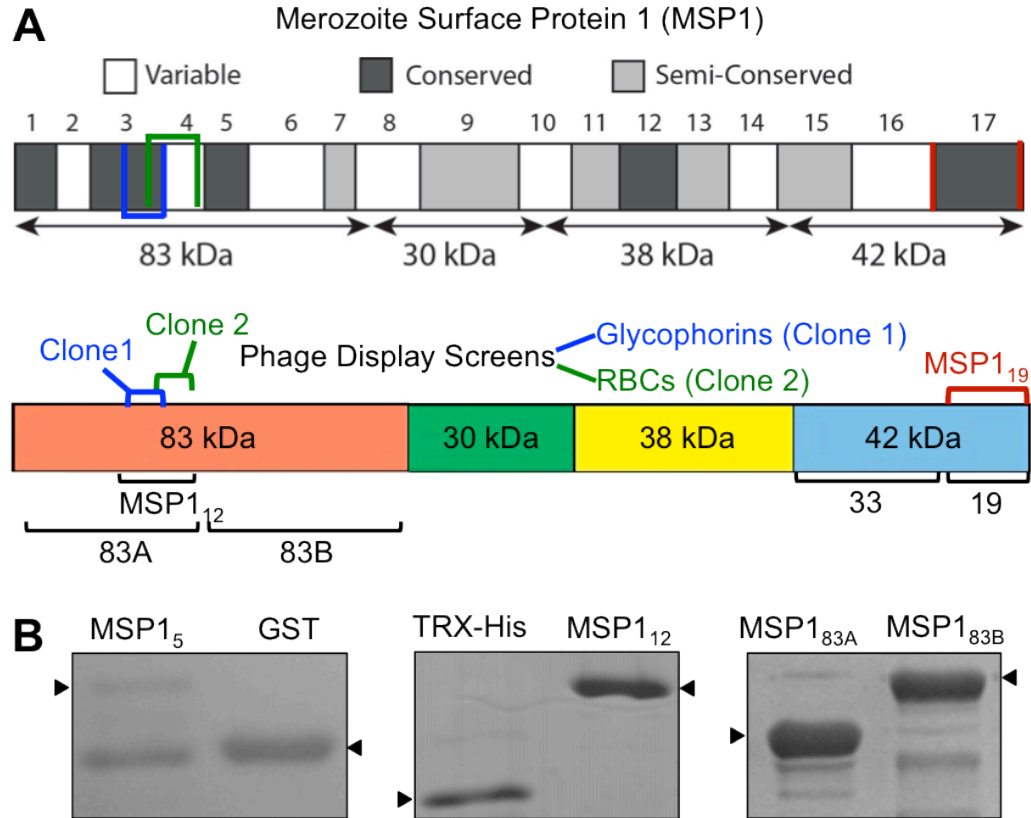 A
Merozoite Surface Protein 1 (MSP1)
Variable Conserved Semi-Conserved
1 2 3 4 5 6 7 8 9 10 11 12 13 14 15 16 17
83 kDa 30 kDa 38 kDa 42 kDa
Clone 2
Clone1
Phage Display Screens
Glycophorins (Clone 1)
RBCs (Clone 2)
MSP1₁₉
83 kDa 30 kDa 38 kDa 42 kDa
MSP1₁₂
33 19
83A 83B
B
MSP1₅ GST TRX-His MSP1₁₂ MSP1₈₃A MSP1₈₃B